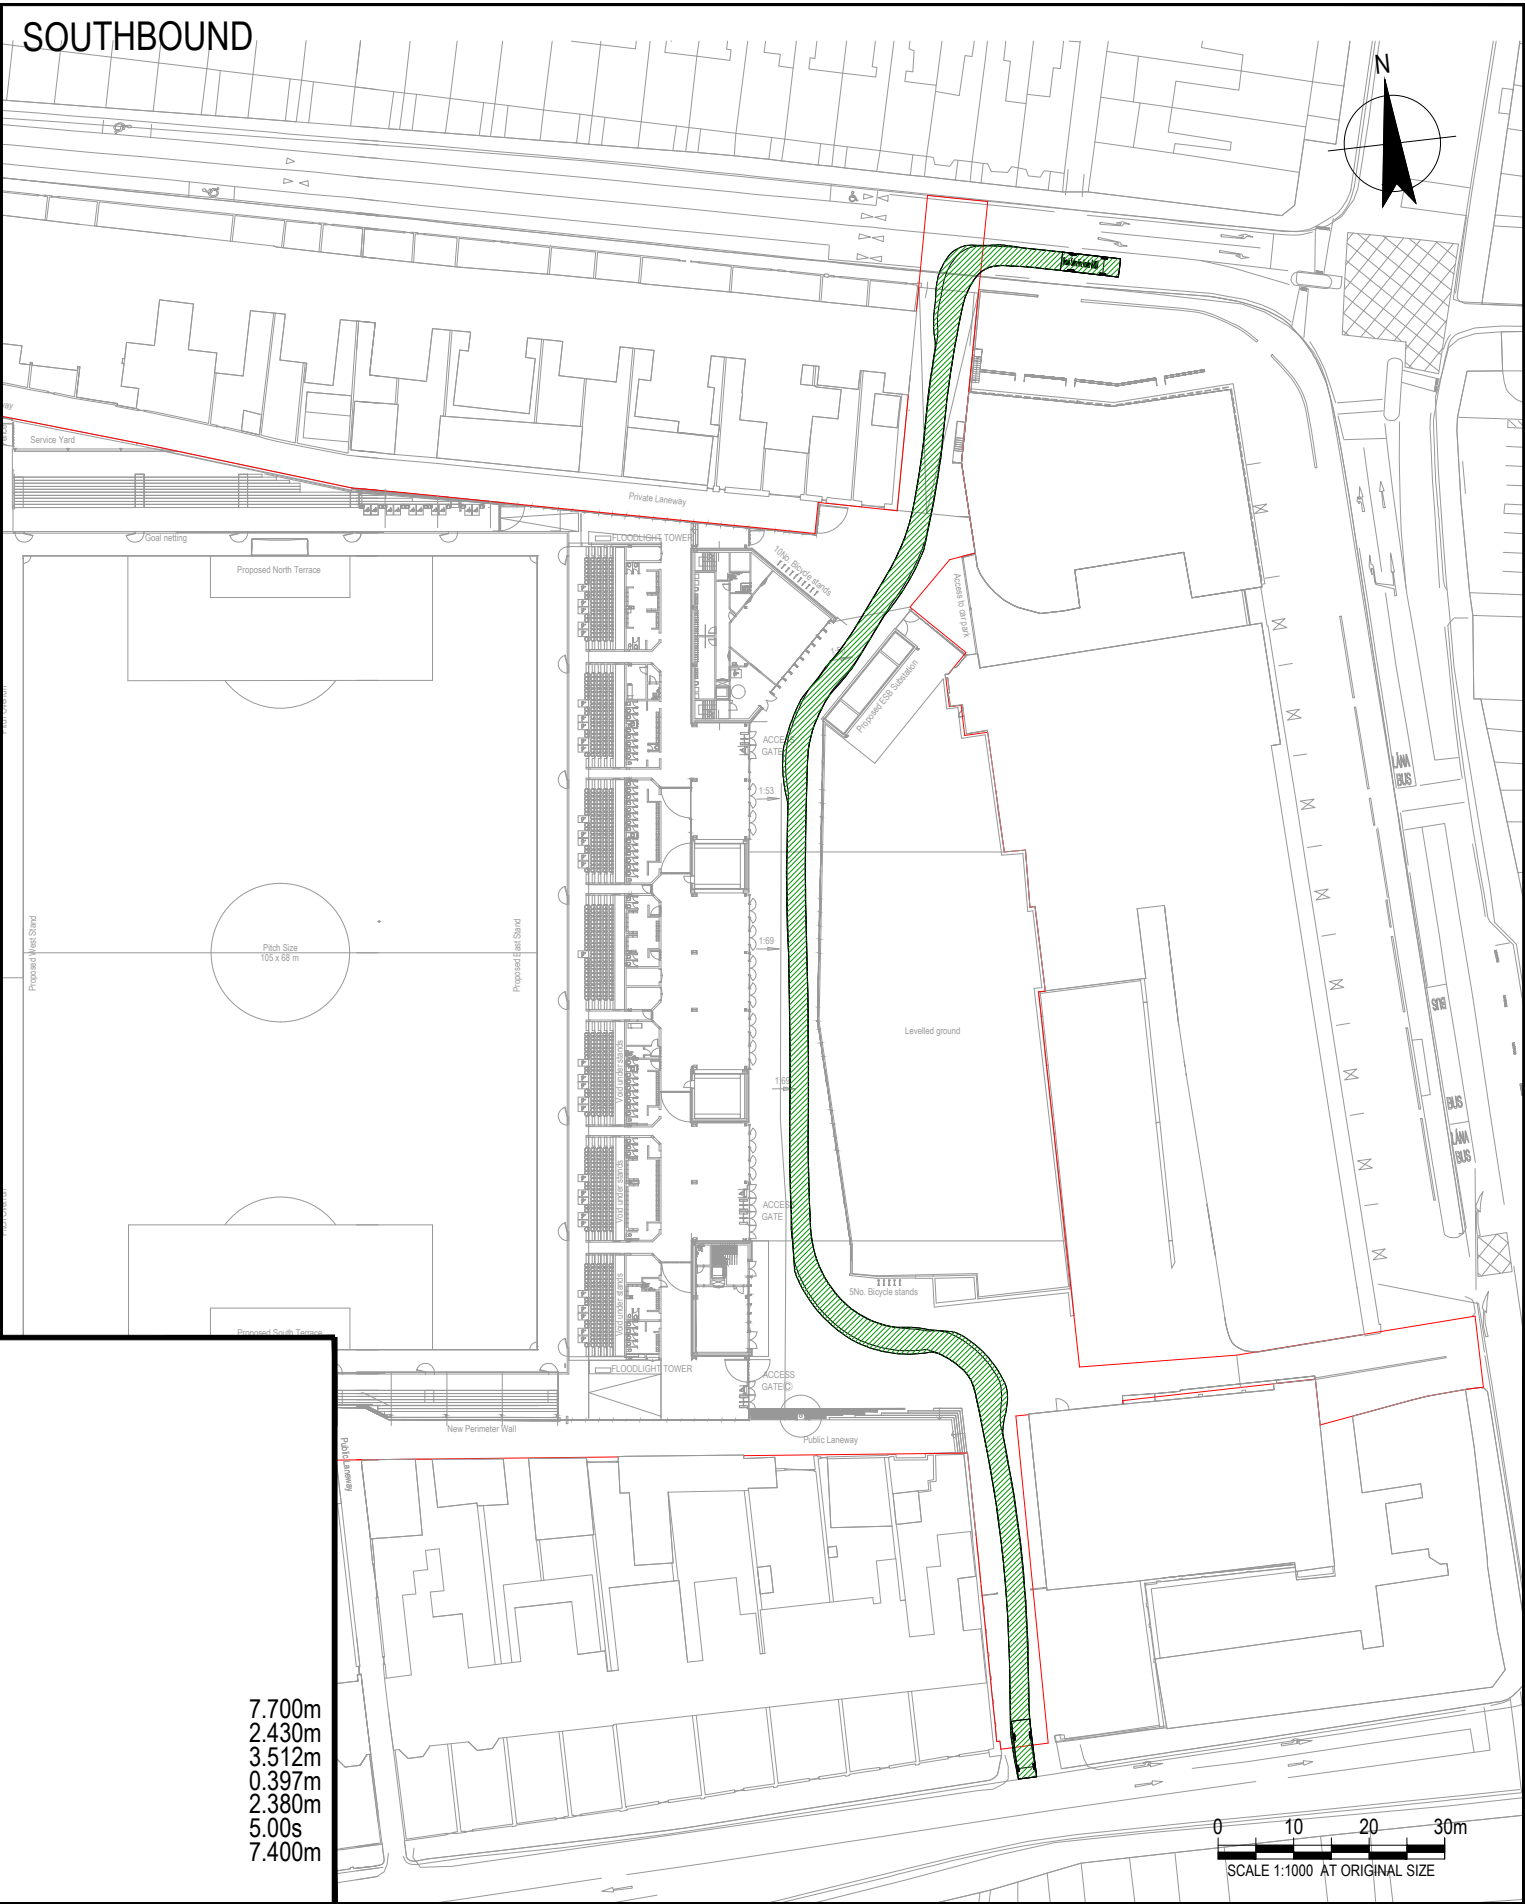 SOUTHBOUND
N
Service Yard
Private Laneway
Goal netting
FLOODLIGHT TOWER
Proposed North Terrace
10No. Bicycle stands
Access to car park
Proposed ESB Substation
ACCE
GATE
1:53
LÁNA
BUS
Proposed West Stand
Pitch Size
105 x 68 m
Proposed East Stand
1:69
BUS
Levelled ground
Void under stands
1:69
BUS
LÁNA
BUS
Void under stands
ACCESS
GATE
Void under stands
5No. Bicycle stands
Proposed South Terrace
FLOODLIGHT TOWER
ACCESS
GATE
New Perimeter Wall
Public Laneway
Public Laneway
7.700m
2.430m
3.512m
0.397m
2.380m
5.00s
7.400m
0 10 20 30m
SCALE 1:1000 AT ORIGINAL SIZE